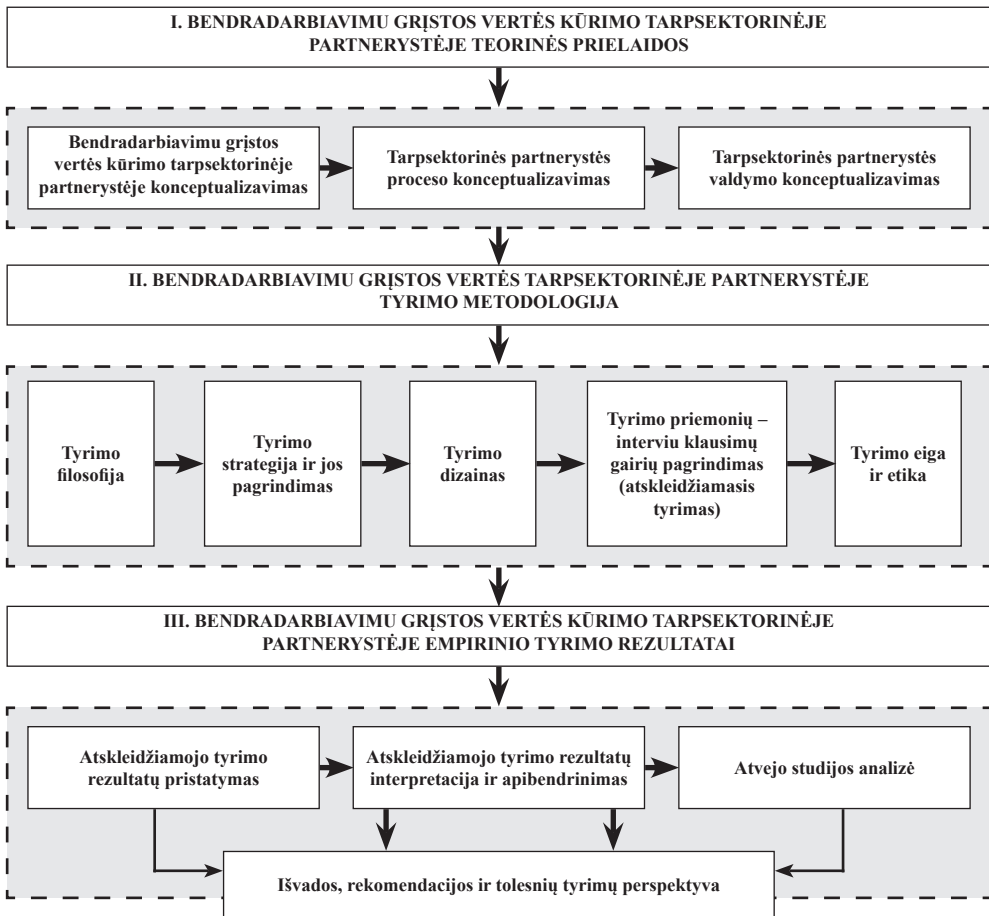 I. BENDRADARBIAVIMU GRĮSTOS VERTĖS KŪRIMO TARPSEKTORINĖJE
PARTNERYSTĖJE TEORINĖS PRIELAIDOS
Bendradarbiavimu grįstos
vertės kūrimo tarpsektorinėje
partnerystėje konceptualizavimas
Tarpsektorinės partnerystės
proceso konceptualizavimas
Tarpsektorinės partnerystės
valdymo konceptualizavimas
II. BENDRADARBIAVIMU GRĮSTOS VERTĖS TARPSEKTORINĖJE PARTNERYSTĖJE
TYRIMO METODOLOGIJA
Tyrimo
filosofija
Tyrimo
strategija ir jos
pagrindimas
Tyrimo
dizainas
Tyrimo priemonių –
interviu klausimų
gairių pagrindimas
(atskleidžiamasis
tyrimas)
Tyrimo eiga
ir etika
III. BENDRADARBIAVIMU GRĮSTOS VERTĖS KŪRIMO TARPSEKTORINĖJE
PARTNERYSTĖJE EMPIRINIO TYRIMO REZULTATAI
Atskleidžiamojo tyrimo
rezultatų pristatymas
Atskleidžiamojo tyrimo rezultatų
interpretacija ir apibendrinimas
Atvejo studijos analizė
Išvados, rekomendacijos ir tolesnių tyrimų perspektyva